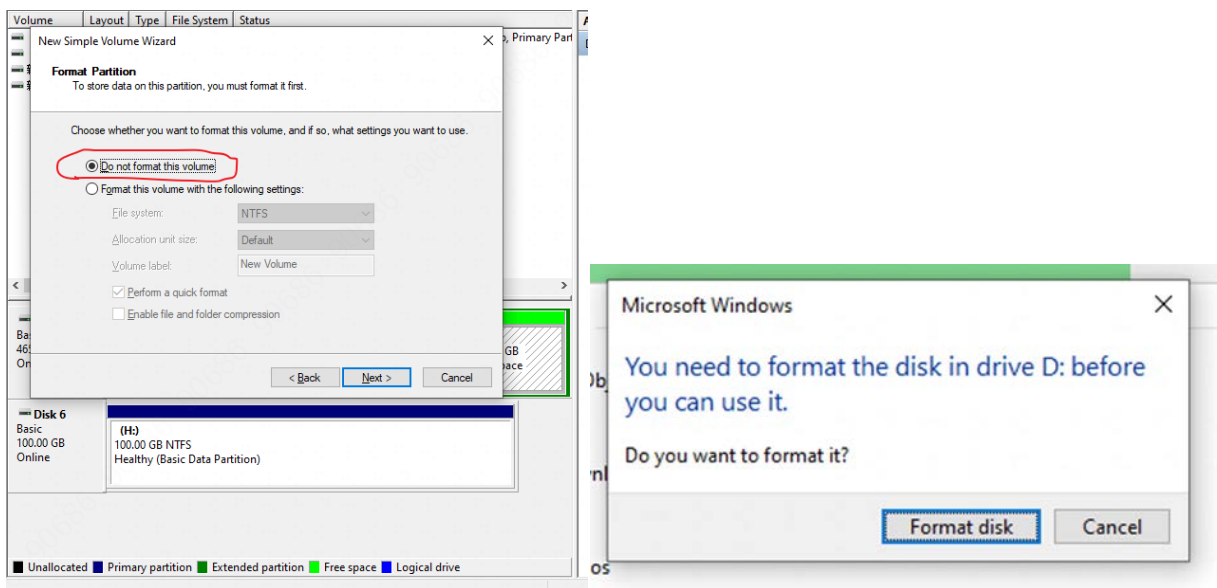 Volume Layout Type File System Status
New Simple Volume Wizard
, Primary Part
Format Partition
To store data on this partition, you must format it first.
Choose whether you want to format this volume, and if so, what settings you want to use.
Do not format this volume
Format this volume with the following settings:
File system: NTFS
Allocation unit size: Default
Volume label: New Volume
Perform a quick format
Enable file and folder compression
< Back Next > Cancel
GB
Disk 6
Basic
100.00 GB
Online
(H:)
100.00 GB NTFS
Healthy (Basic Data Partition)
Unallocated Primary partition Extended partition Free space Logical drive
Microsoft Windows
You need to format the disk in drive D: before
you can use it.
Do you want to format it?
Format disk Cancel